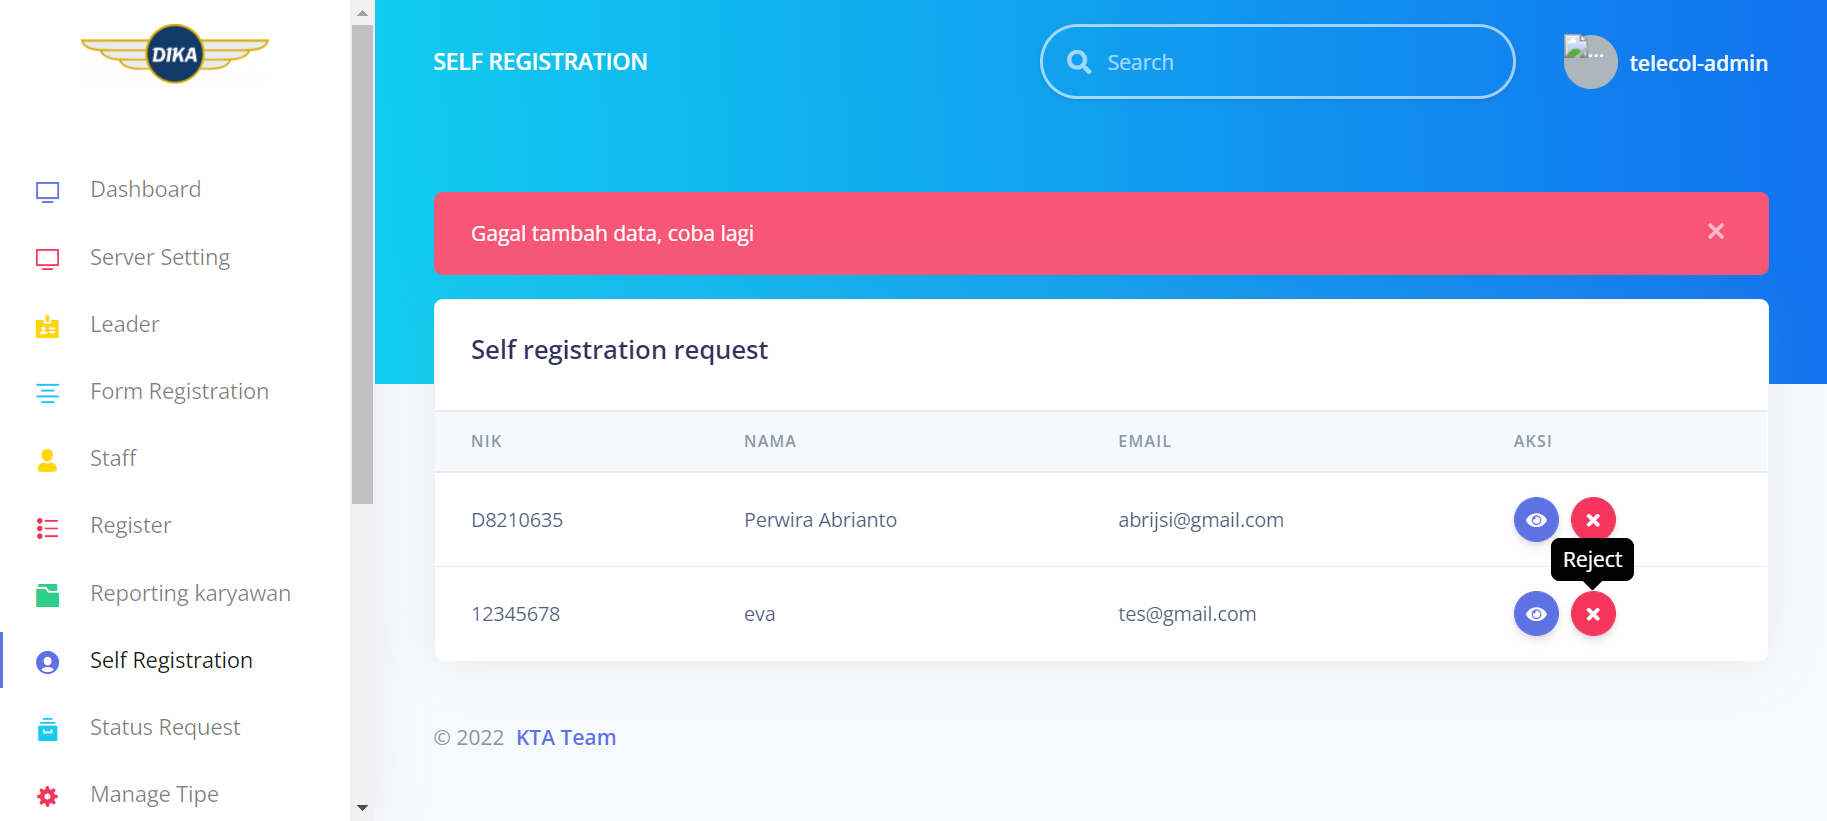 DIKA
Dashboard
Server Setting
Leader
Form Registration
Staff
Register
Reporting karyawan
Self Registration
Status Request
Manage Tipe
SELF REGISTRATION
Search
... telecol-admin
Gagal tambah data, coba lagi
Self registration request
NIK NAMA EMAIL AKSI
D8210635 Perwira Abrianto abrijsi@gmail.com
Reject
12345678 eva tes@gmail.com
© 2022 KTA Team